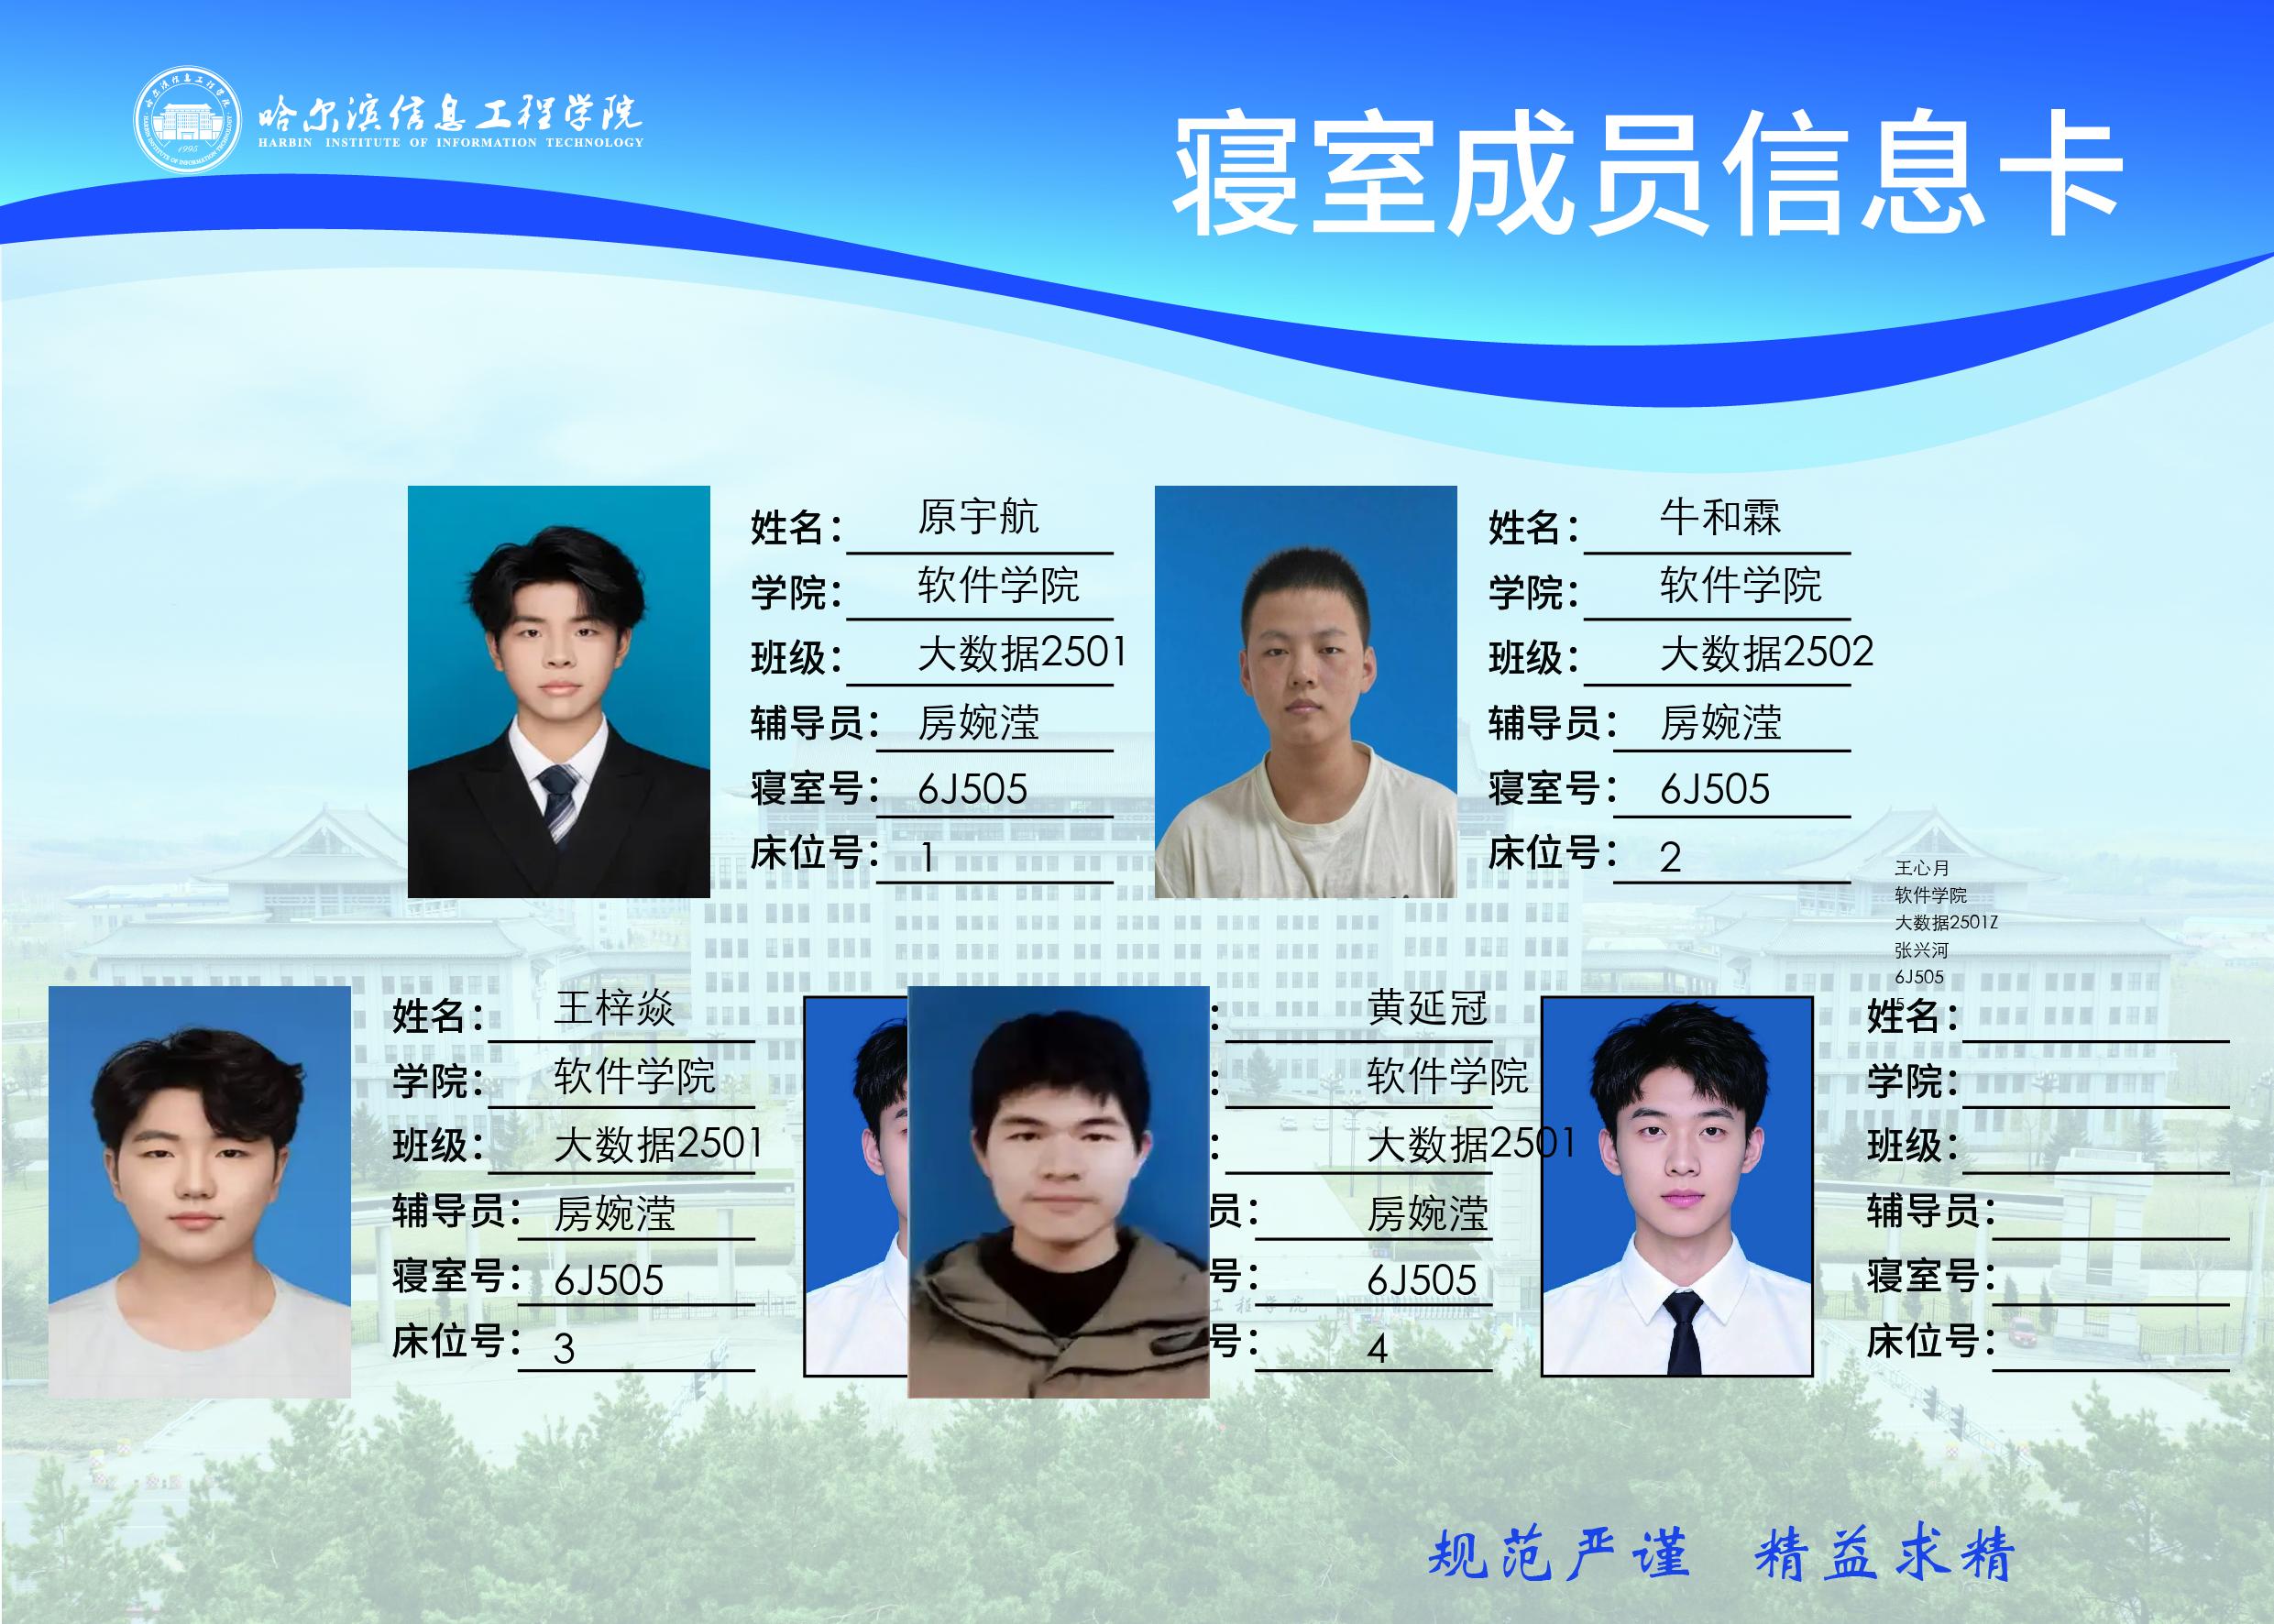 哈尔滨信息工程学院
HARBIN INSTITUTE OF INFORMATION TECHNOLOGY
1995
寝室成员信息卡
姓名： 原宇航
学院： 软件学院
班级： 大数据2501
辅导员： 房婉滢
寝室号： 6J505
床位号： 1
姓名： 牛和霖
学院： 软件学院
班级： 大数据2502
辅导员： 房婉滢
寝室号： 6J505
床位号： 2
王心月
软件学院
大数据2501Z
张兴河
6J505
5
姓名： 王梓焱
学院： 软件学院
班级： 大数据2501
辅导员： 房婉滢
寝室号： 6J505
床位号： 3
： 黄延冠
： 软件学院
： 大数据2501
员： 房婉滢
号： 6J505
号： 4
姓名：
学院：
班级：
辅导员：
寝室号：
床位号：
工程学院
规范严谨 精益求精